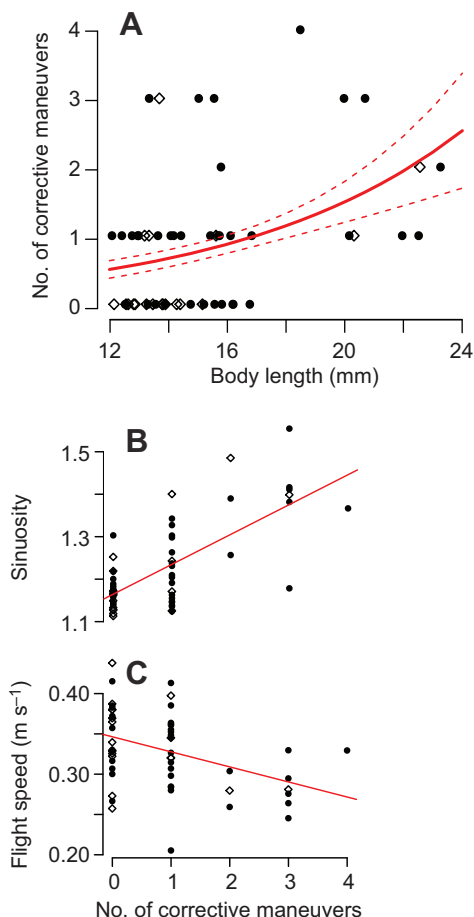 A
4
3
2
1
0
No. of corrective maneuvers
12 14 16 20 22 24
Body length (mm)
B
1.5
1.3
1.1
Sinuosity
C
0.40
0.30
0.20
Flight speed (m s–1)
0 1 2 3 4
No. of corrective maneuvers